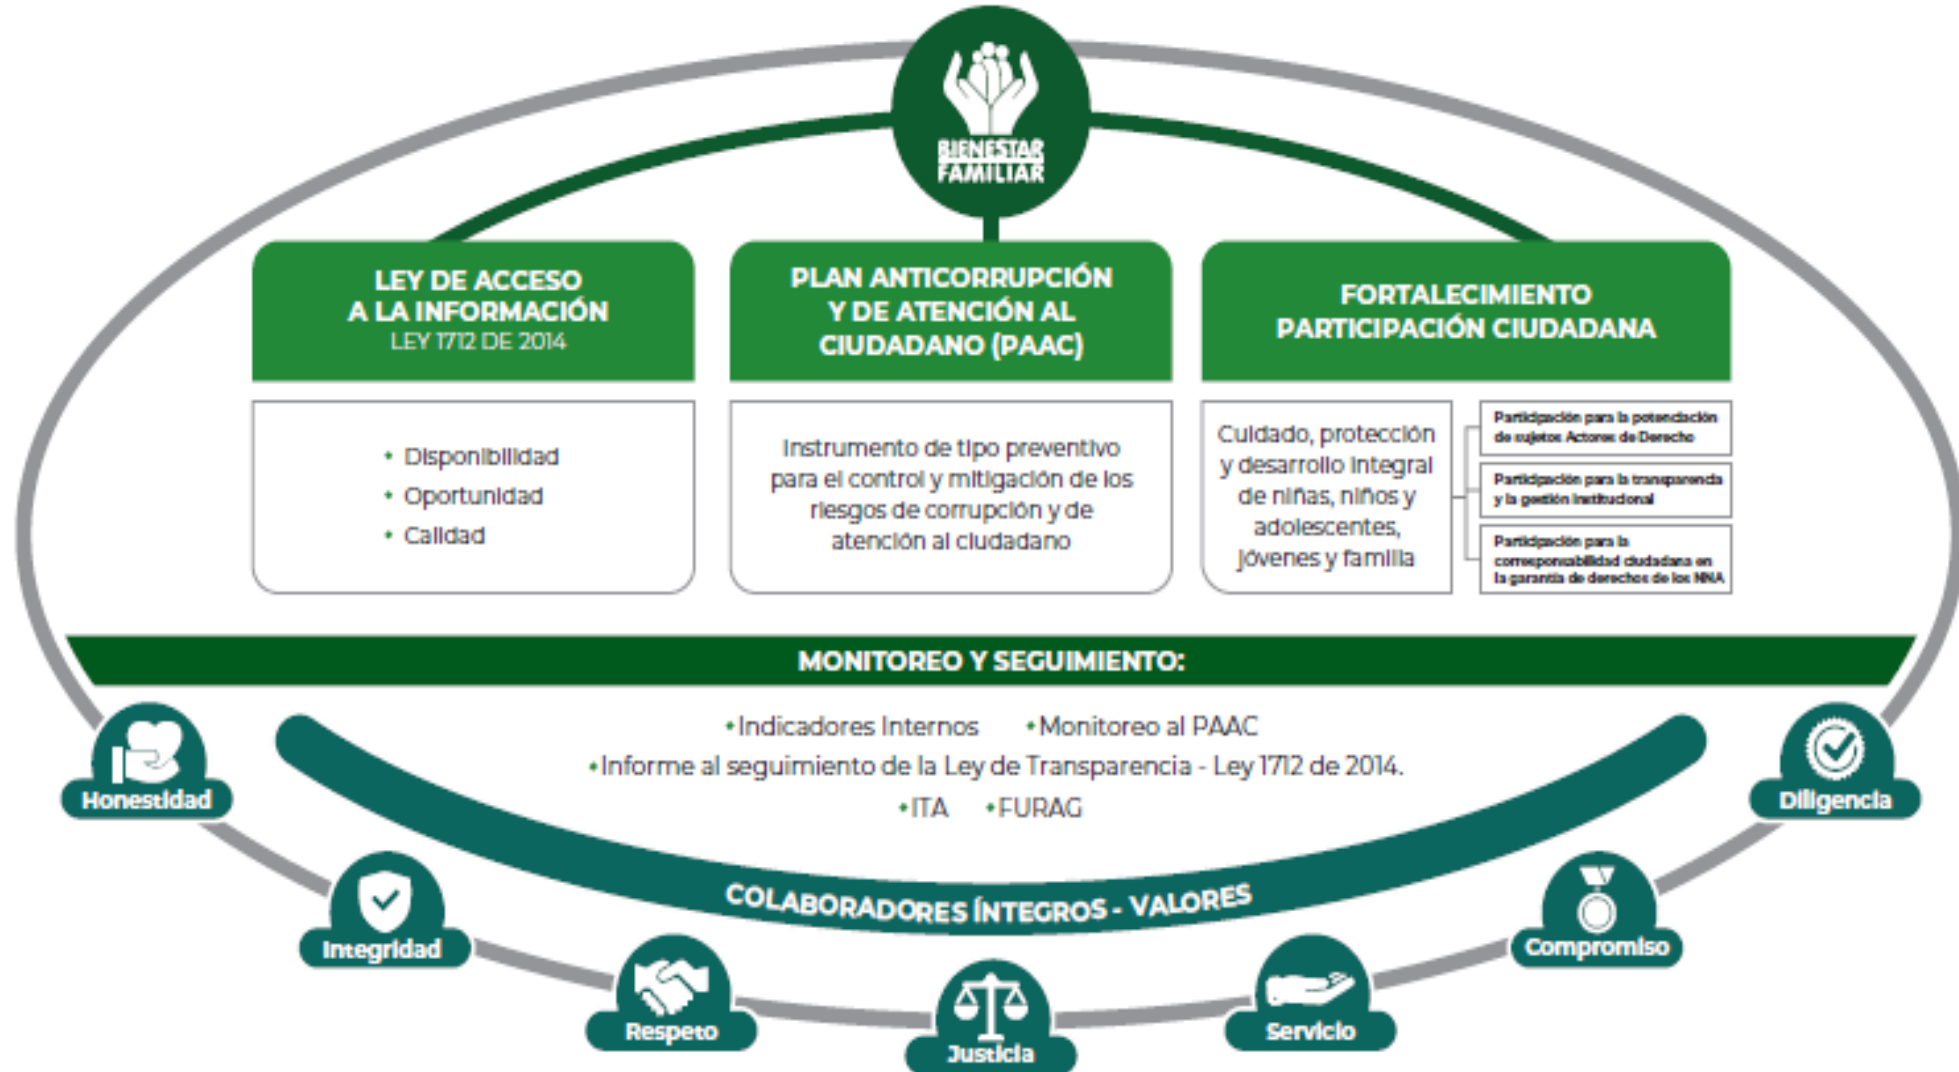 BIENESTAR
FAMILIAR
LEY DE ACCESO
A LA INFORMACIÓN
LEY 1712 DE 2014
• Disponibilidad
• Oportunidad
• Calidad
PLAN ANTICORRUPCIÓN
Y DE ATENCIÓN AL
CIUDADANO (PAAC)
Instrumento de tipo preventivo
para el control y mitigación de los
riesgos de corrupción y de
atención al ciudadano
FORTALECIMIENTO
PARTICIPACIÓN CIUDADANA
Cuidado, protección
y desarrollo integral
de niñas, niños y
adolescentes,
jóvenes y familia
Participación para la potenciación
de sujetos Actores de Derecho
Participación para la transparencia
y la gestión institucional
Participación para la
corresponsabilidad ciudadana en
la garantía de derechos de los NNA
MONITOREO Y SEGUIMIENTO:
•Indicadores Internos •Monitoreo al PAAC
•Informe al seguimiento de la Ley de Transparencia - Ley 1712 de 2014.
•ITA •FURAG
COLABORADORES ÍNTEGROS - VALORES
Honestidad
Integridad
Respeto
Justicia
Servicio
Compromiso
Diligencia